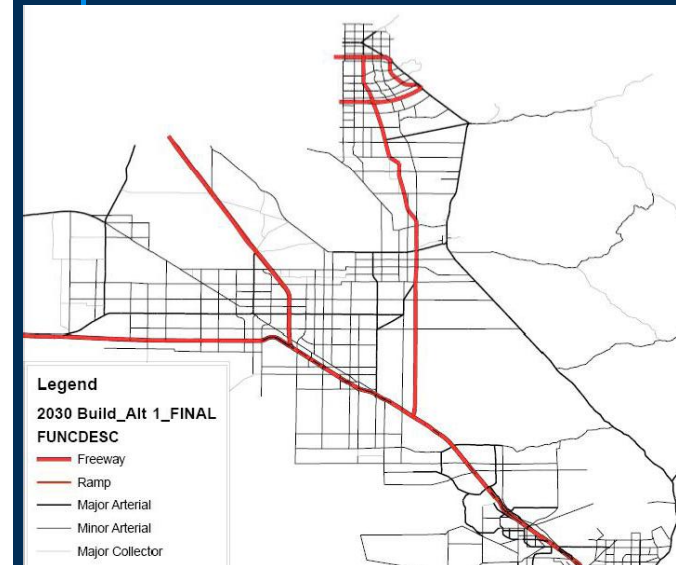 Legend
2030 Build_Alt 1_FINAL
FUNCDESC
Freeway
Ramp
Major Arterial
Minor Arterial
Major Collector